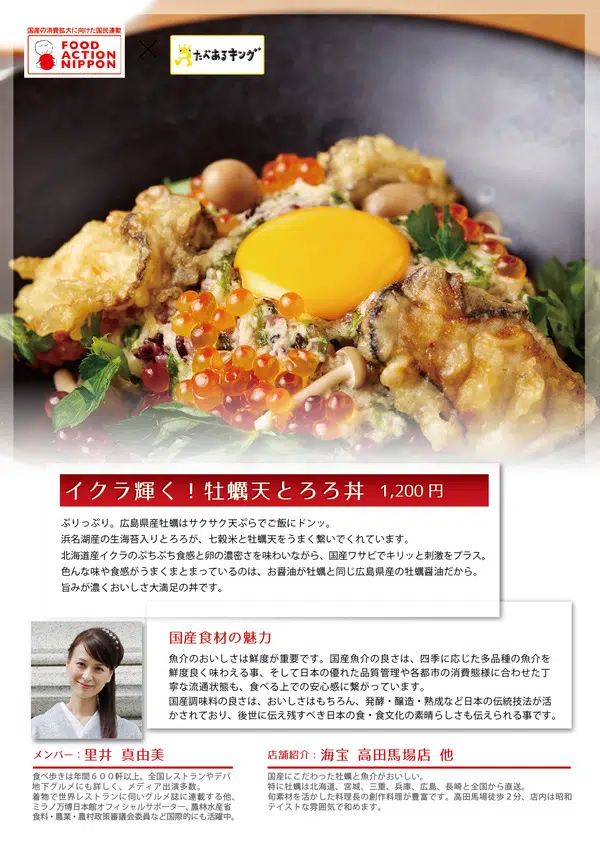 国産の消費拡大に向けた国民運動
FOOD
ACTION
NIPPON
×
たべあるキング
イクラ輝く！牡蠣天とろろ丼 1,200円
ぷりっぷり。広島県産牡蠣はサクサク天ぷらでご飯にドンッ。
浜名湖産の生海苔入りとろろが、七穀米と牡蠣天をうまく繋いでくれています。
北海道産イクラのぷちぷち食感と卵の濃密さを味わいながら、国産ワサビでキリッと刺激をプラス。
色んな味や食感がうまくまとまっているのは、お醤油が牡蠣と同じ広島県産の牡蠣醤油だから。
旨みが濃くおいしさ大満足の丼です。
国産食材の魅力
魚介のおいしさは鮮度が重要です。国産魚介の良さは、四季に応じた多品種の魚介を
鮮度良く味わえる事、そして日本の優れた品質管理や各都市の消費態様に合わせた丁
寧な流通状態も、食べる上での安心感に繋がっています。
国産調味料の良さは、おいしさはもちろん、発酵・醸造・熟成など日本の伝統技法が活
かされており、後世に伝え残すべき日本の食・食文化の素晴らしさも伝えられる事です。
メンバー：里井 真由美
食べ歩きは年間６００軒以上。全国レストランやデパ
地下グルメにも詳しく、メディア出演多数。
着物で世界レストランに伺いグルメ誌に連載する他、
ミラノ万博日本館オフィシャルサポーター、農林水産省
食料・農業・農村政策審議会委員など国際的にも活躍中。
店舗紹介：海宝 高田馬場店 他
国産にこだわった牡蠣と魚介がおいしい。
特に牡蠣は北海道、宮城、三重、兵庫、広島、長崎と全国から直送。
旬素材を活かした料理長の創作料理が豊富です。高田馬場徒歩２分、店内は昭和
テイストな雰囲気で和めます。